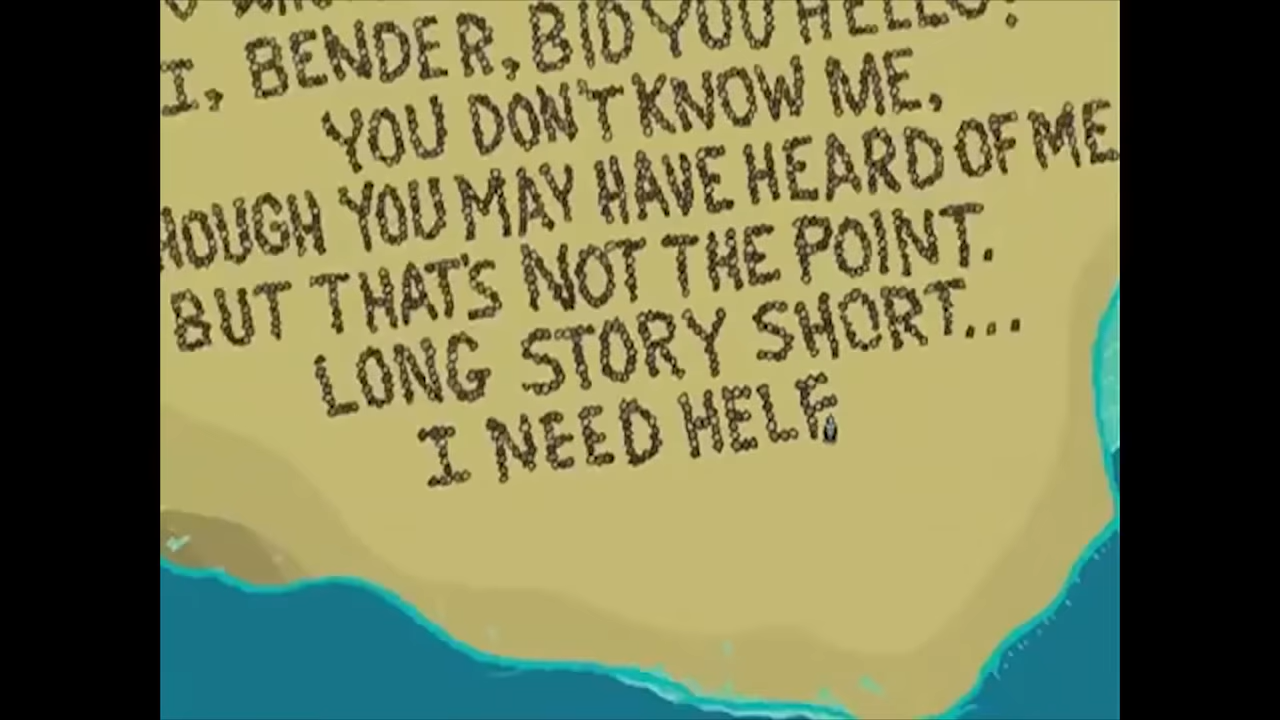 I, BENDER, BID YOU HELLO!
YOU DON'T KNOW ME,
HOUGH YOU MAY HAVE HEARD OF ME
BUT THAT'S NOT THE POINT.
LONG STORY SHORT...
I NEED HELF